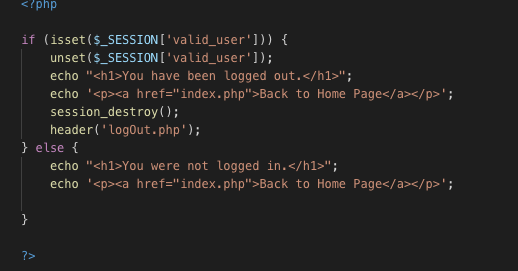 <?php
if (isset($_SESSION['valid_user'])) {
unset($_SESSION['valid_user']);
echo "<h1>You have been logged out.</h1>";
echo '<p><a href="index.php">Back to Home Page</a></p>';
session_destroy();
header('logOut.php');
} else {
echo "<h1>You were not logged in.</h1>";
echo '<p><a href="index.php">Back to Home Page</a></p>';
}
?>